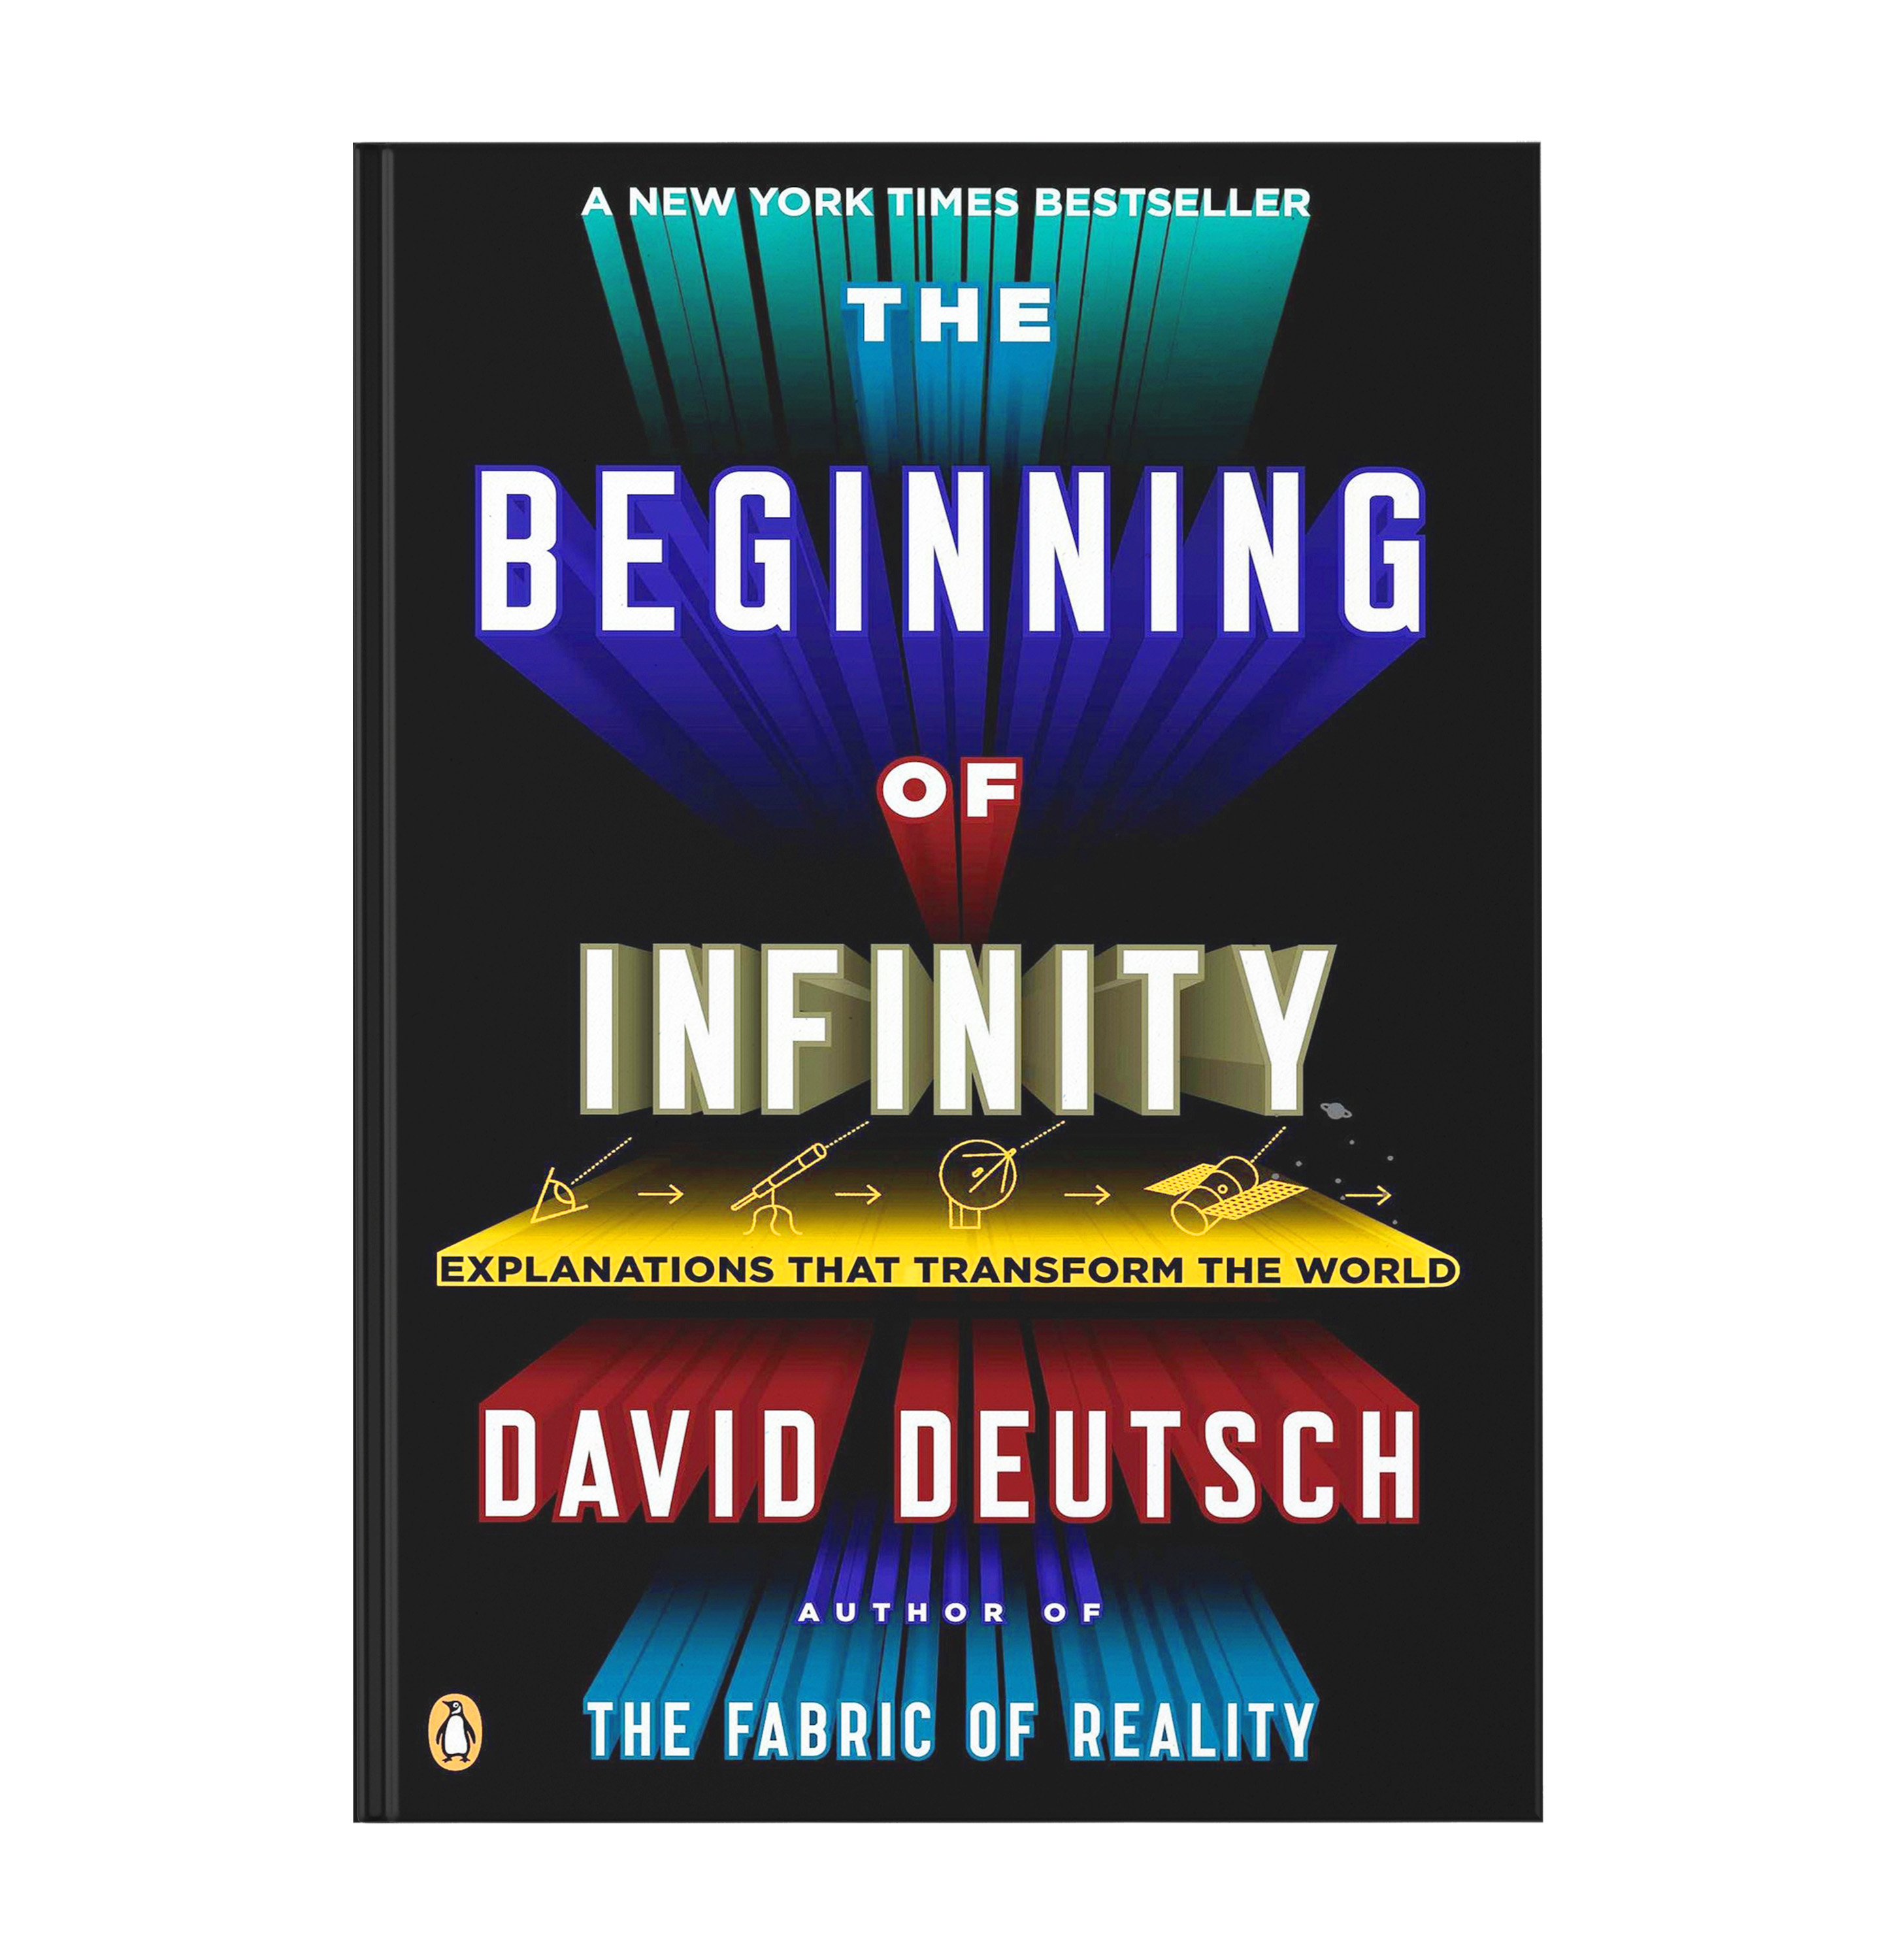 A NEW YORK TIMES BESTSELLER
THE
BEGINNING
OF
INFINITY
EXPLANATIONS THAT TRANSFORM THE WORLD
DAVID DEUTSCH
AUTHOR OF
THE FABRIC OF REALITY